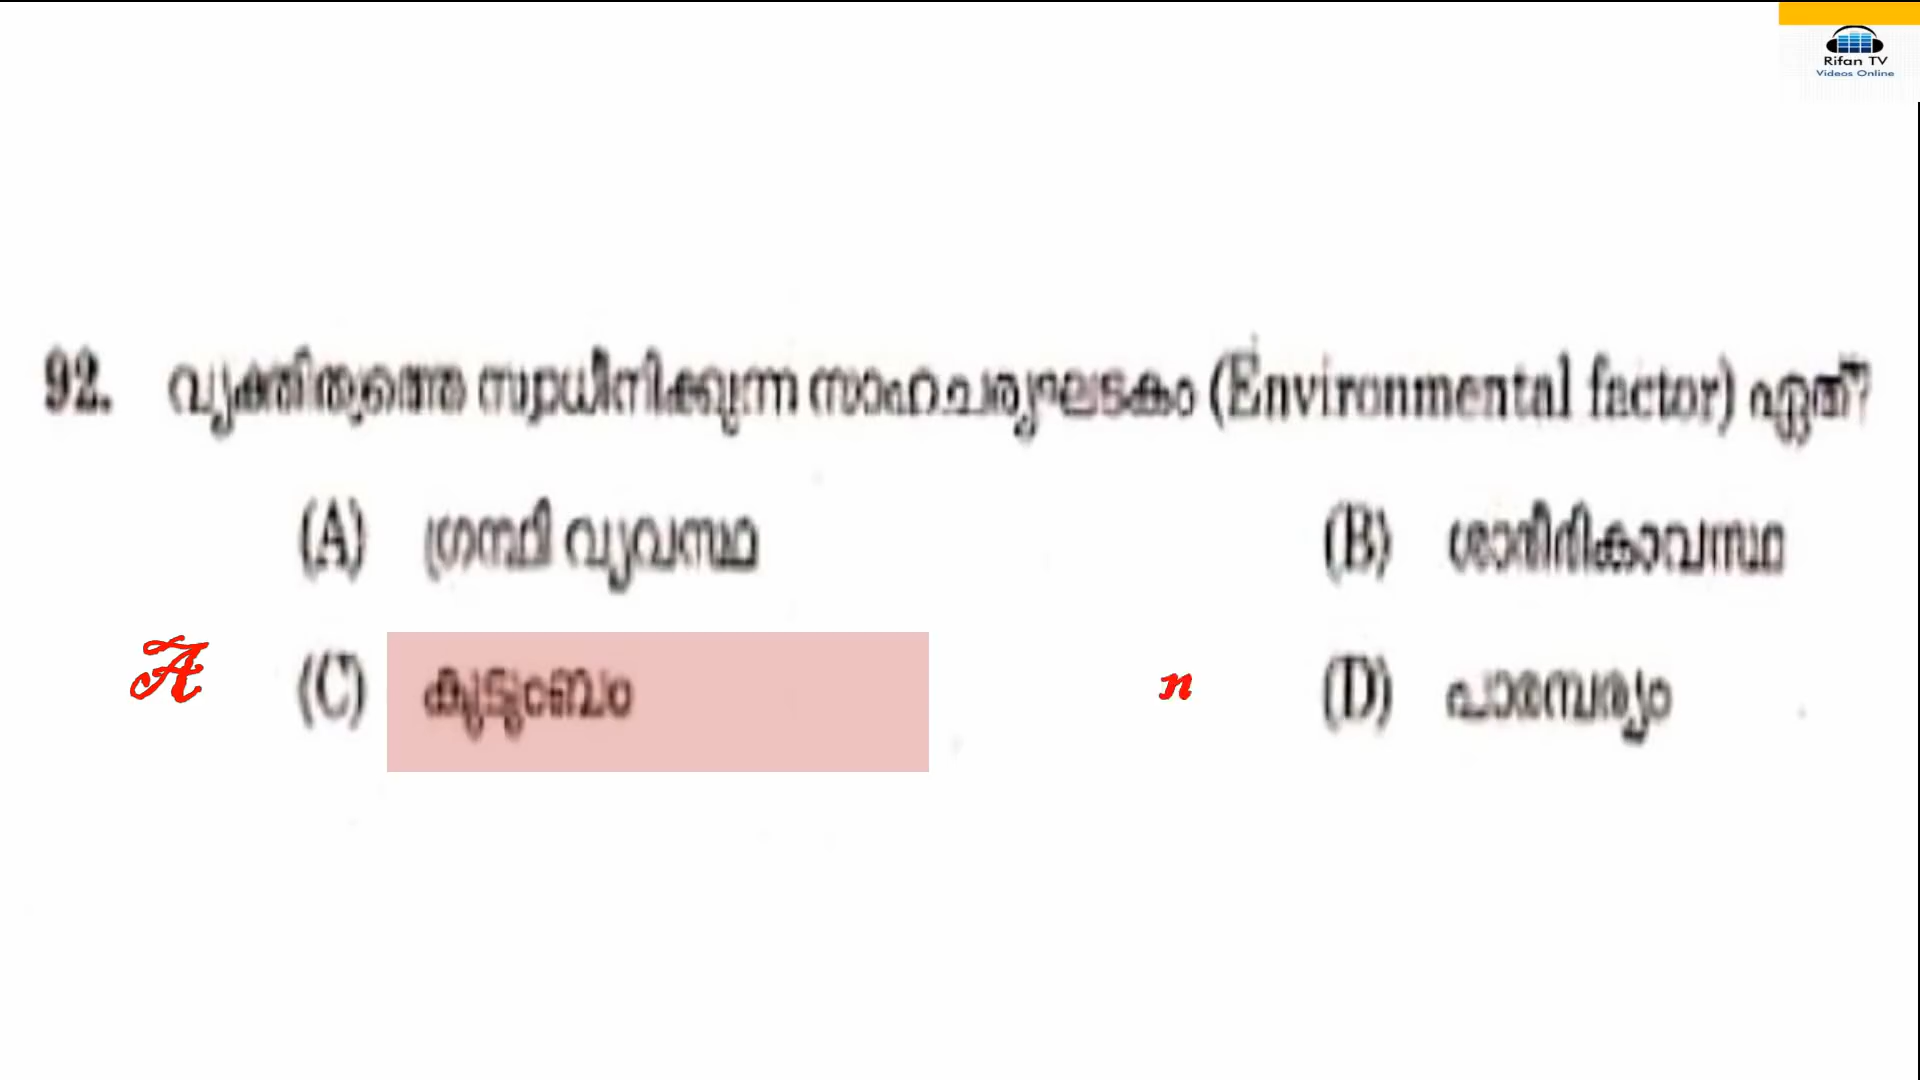 Rifan TV
Videos Online
92. വ്യക്തിത്വത്തെ സ്വാധീനിക്കുന്ന സാഹചര്യഘടകം (Environmental factor) ഏത്?
(A) ഗ്രന്ഥീ വ്യവസ്ഥ (B) ശാരീരികാവസ്ഥ
A (C) കുടുംബം n (D) പാരമ്പര്യം